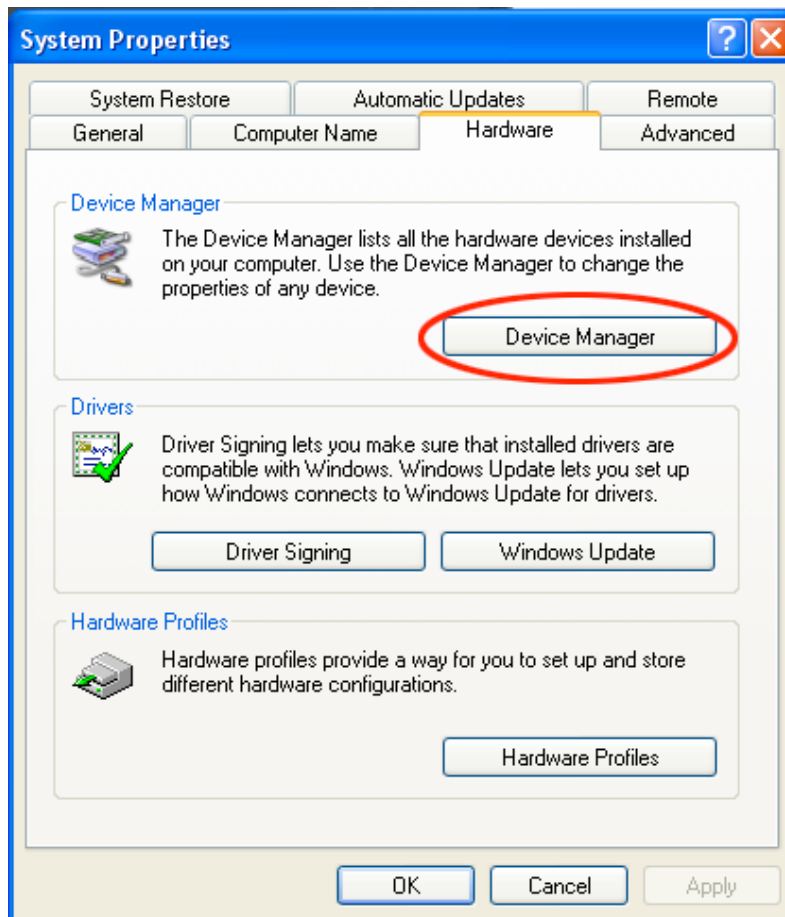 System Properties
System Restore Automatic Updates Remote
General Computer Name Hardware Advanced
Device Manager
The Device Manager lists all the hardware devices installed
on your computer. Use the Device Manager to change the
properties of any device.
Device Manager
Drivers
Driver Signing lets you make sure that installed drivers are
compatible with Windows. Windows Update lets you set up
how Windows connects to Windows Update for drivers.
Driver Signing Windows Update
Hardware Profiles
Hardware profiles provide a way for you to set up and store
different hardware configurations.
Hardware Profiles
OK Cancel Apply